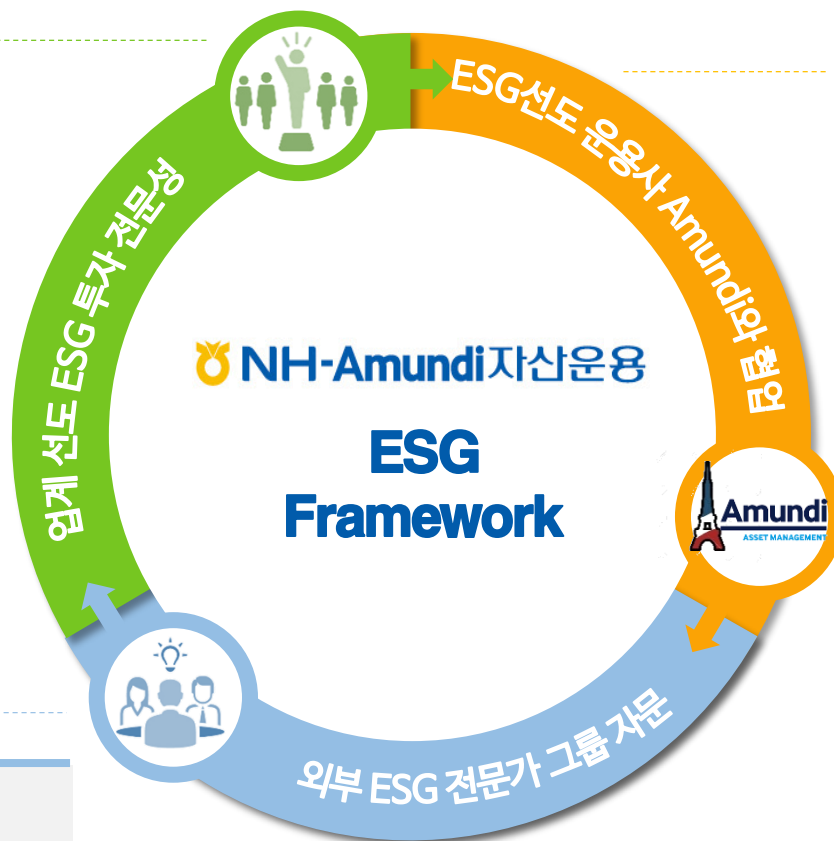 ESG선도 운용사 Amundi와 협업
업계 선도 ESG 투자 전문성
NH-Amundi자산운용
ESG
Framework
Amundi
ASSET MANAGEMENT
외부 ESG 전문가 그룹 자문